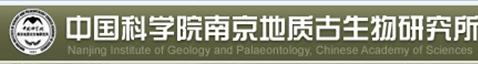 中国科学院南京地质古生物研究所
Nanjing Institute of Geology and Palaeontology, Chinese Academy of Sciences